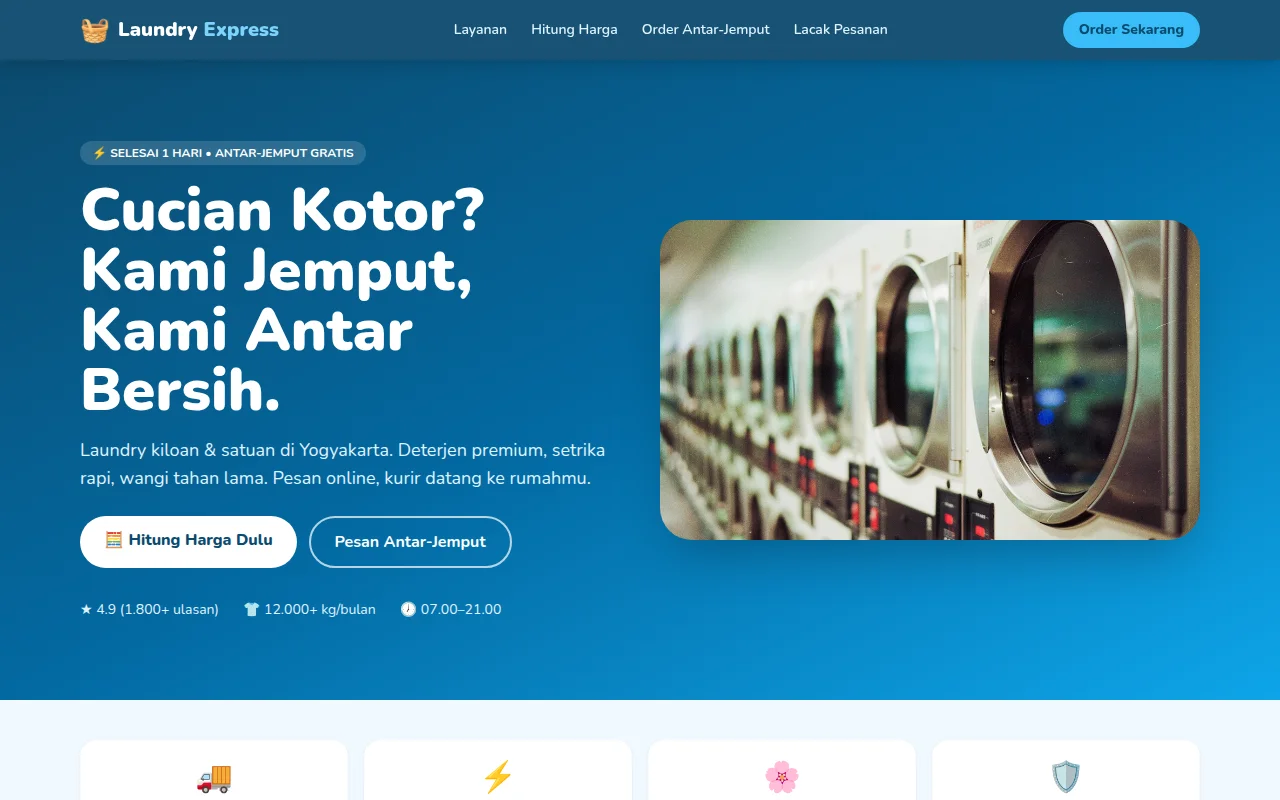 Laundry Express
Layanan
Hitung Harga
Order Antar-Jemput
Lacak Pesanan
Order Sekarang
⚡ SELESAI 1 HARI • ANTAR-JEMPUT GRATIS
Cucian Kotor?
Kami Jemput,
Kami Antar
Bersih.
Laundry kiloan & satuan di Yogyakarta. Deterjen premium, setrika
rapi, wangi tahan lama. Pesan online, kurir datang ke rumahmu.
🧮 Hitung Harga Dulu
Pesan Antar-Jemput
★ 4.9 (1.800+ ulasan)
👕 12.000+ kg/bulan
🕖 07.00–21.00